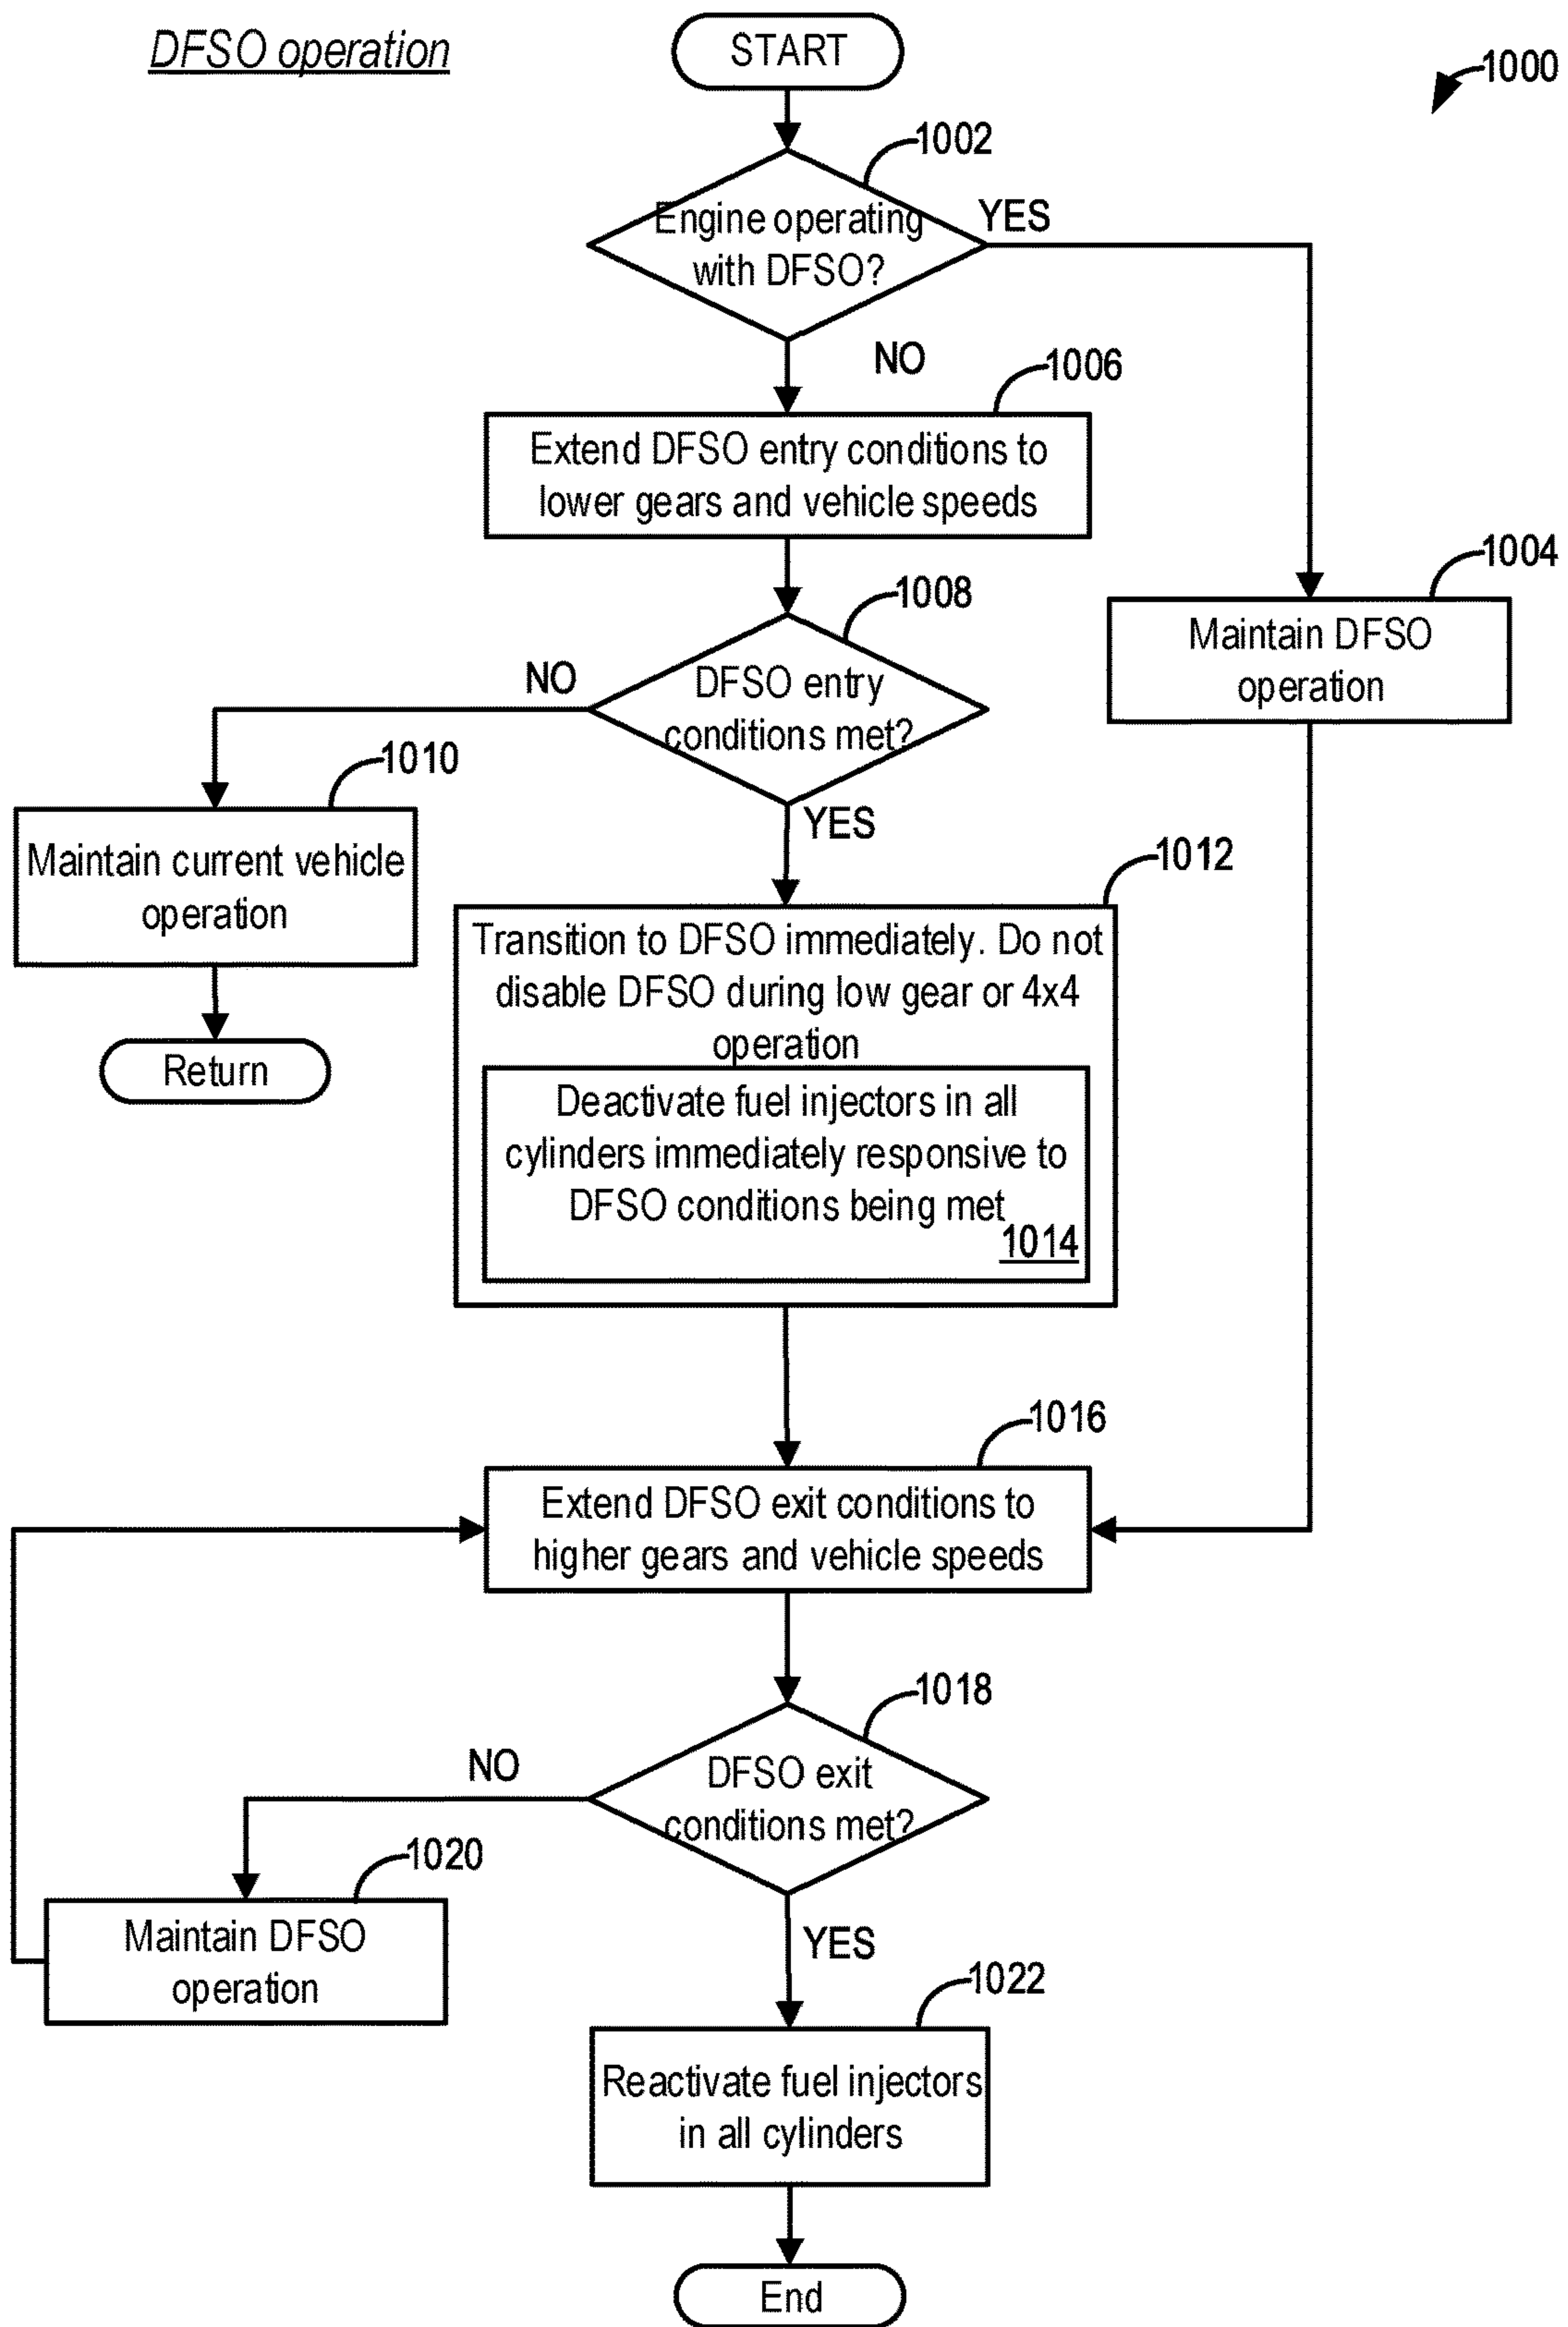 DFSO operation
START
1000
1002
Engine operating
with DFSO?
YES
NO
1006
Extend DFSO entry conditions to
lower gears and vehicle speeds
1004
Maintain DFSO
operation
1008
DFSO entry
conditions met?
NO
1010
Maintain current vehicle
operation
Return
YES
1012
Transition to DFSO immediately. Do not
disable DFSO during low gear or 4x4
operation
Deactivate fuel injectors in all
cylinders immediately responsive to
DFSO conditions being met
1014
1016
Extend DFSO exit conditions to
higher gears and vehicle speeds
1018
DFSO exit
conditions met?
NO
1020
Maintain DFSO
operation
YES
1022
Reactivate fuel injectors
in all cylinders
End